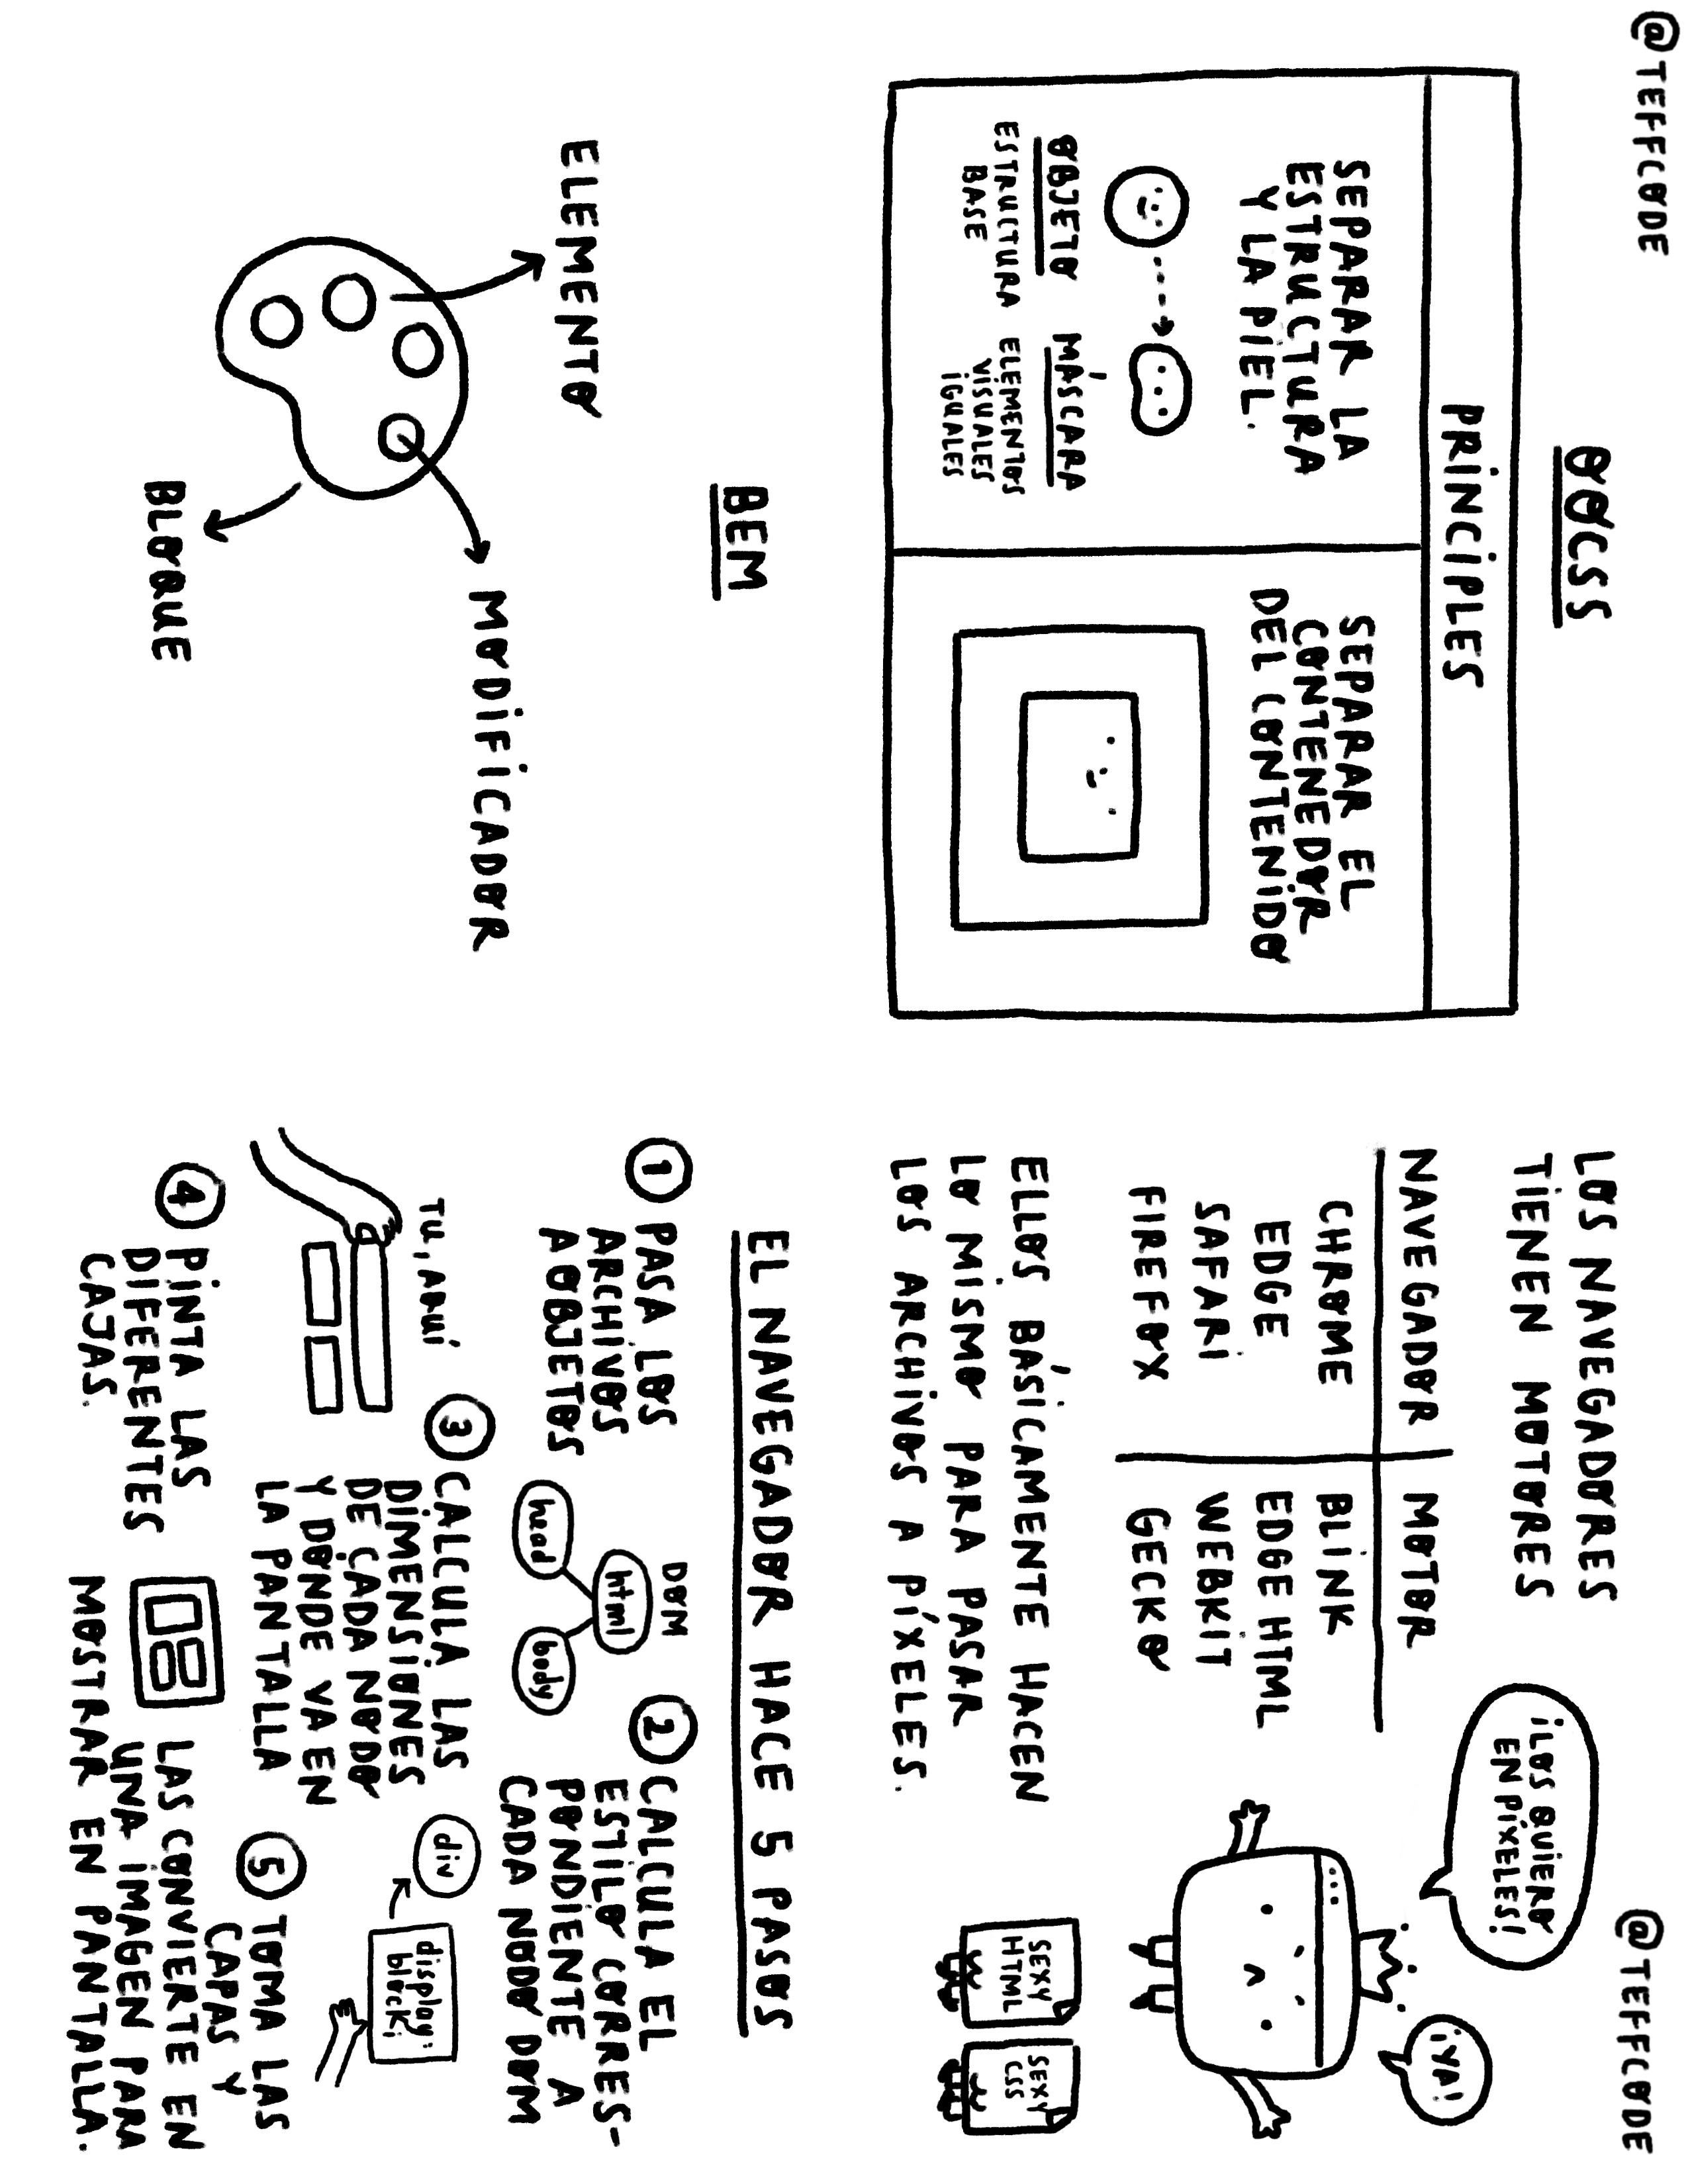 @TEFFCODE
OOCSS
PRINCIPLES
SEPARAR LA
ESTRUCTURA
Y LA PIEL.
OBJETO
ESTRUCTURA
BASE
MÁSCARA
ELEMENTOS
VISUALES
IGUALES
SEPARAR EL
CONTENEDOR
DEL CONTENIDO
BEM
ELEMENTO
MODIFICADOR
BLOQUE
@TEFFCODE
LOS NAVEGADORES
TIENEN MOTORES
¡LOS QUIERO
EN PÍXELES!
¡YA!
NAVEGADOR MOTOR
CHROME BLINK
EDGE EDGE HTML
SAFARI WEBKIT
FIREFOX GECKO
SEXY
HTML
SEXY
CSS
ELLOS BÁSICAMENTE HACEN
LO MISMO PARA PASAR
LOS ARCHIVOS A PÍXELES.
EL NAVEGADOR HACE 5 PASOS
1 PASA LOS
ARCHIVOS
A OBJETOS
DOM
html
head body
2 CALCULA EL
ESTILO CORRES-
PONDIENTE A
CADA NODO DOM
div
display:
block;
TU, AQUÍ
3 CALCULA LAS
DIMENSIONES
DE CADA NODO
Y DÓNDE VA EN
LA PANTALLA
4 PINTA LAS
DIFERENTES
CAJAS.
5 TOMA LAS
CAPAS Y
LAS CONVIERTE EN
UNA IMAGEN PARA
MOSTRAR EN PANTALLA.